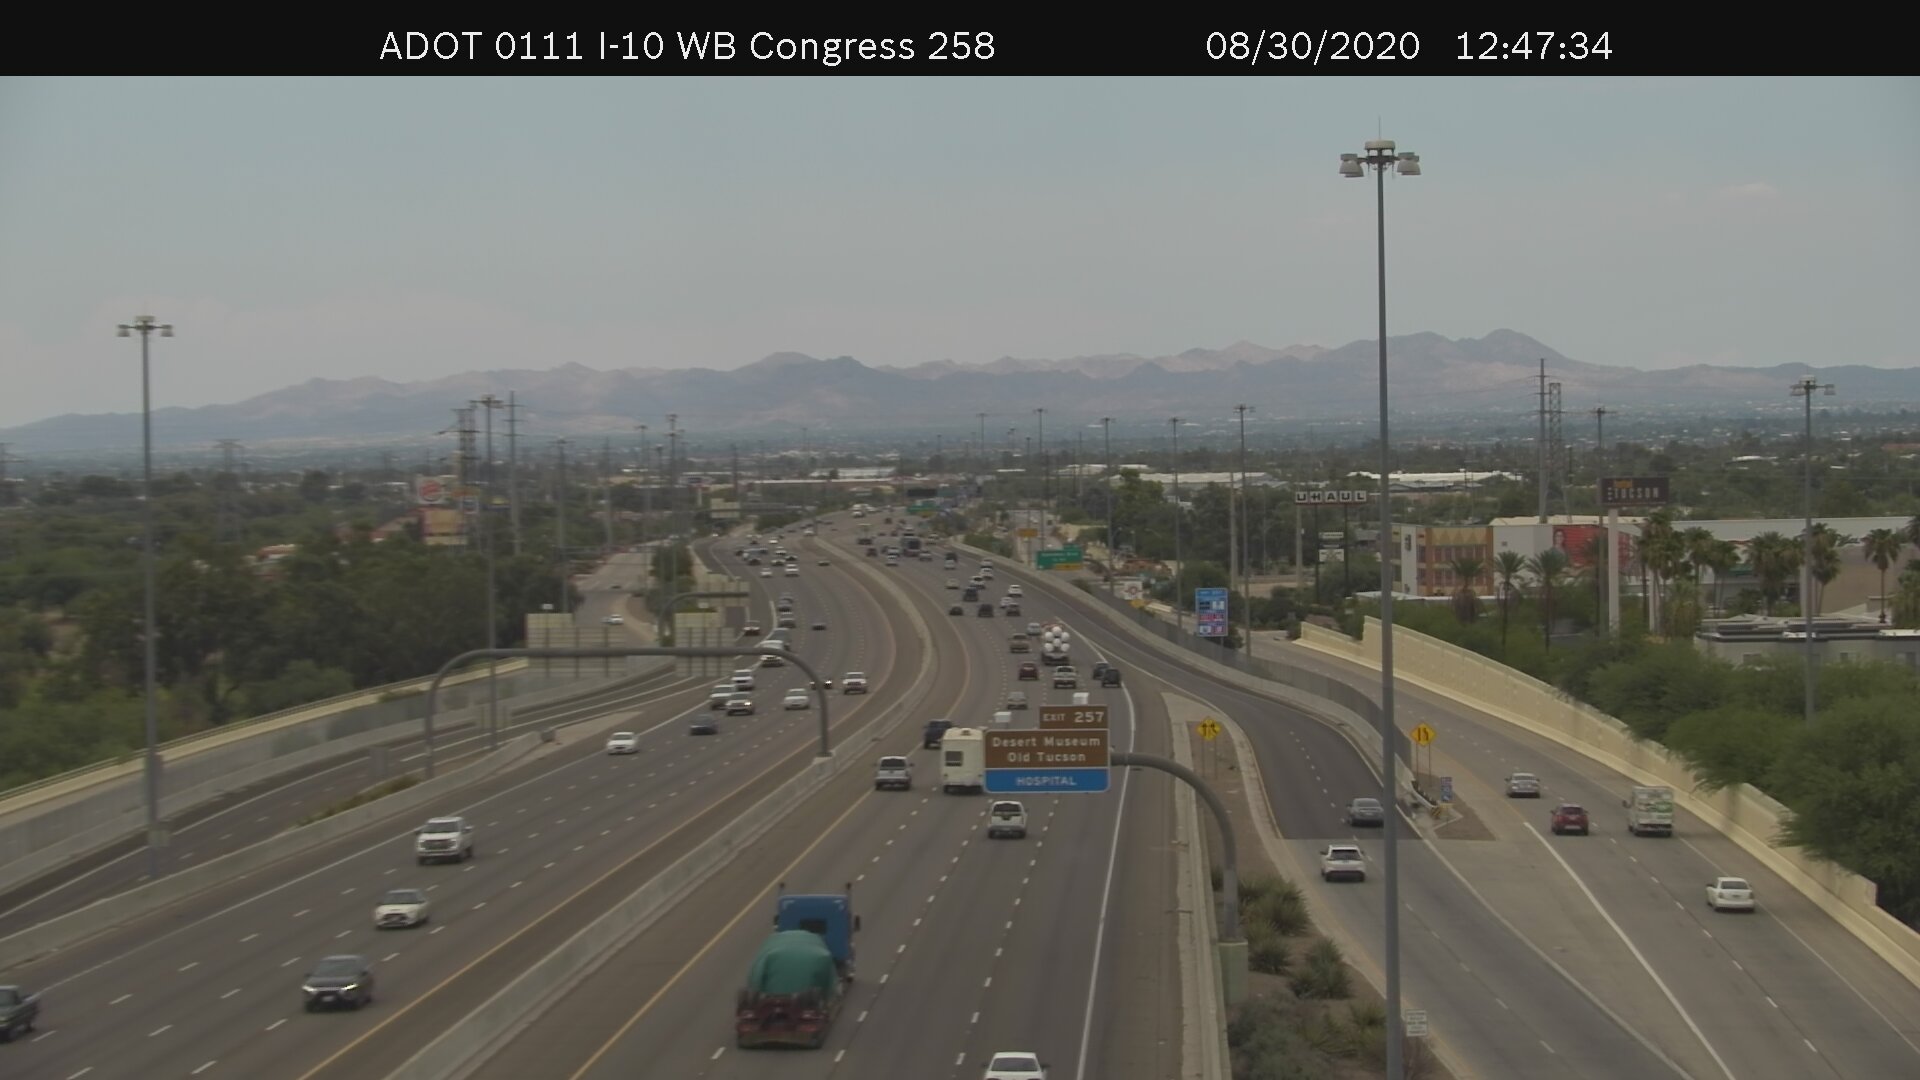 ADOT 0111 I-10 WB Congress 258 08/30/2020 12:47:34
U-HAUL
TUCSON
EXIT 257
Desert Museum
Old Tucson
HOSPITAL